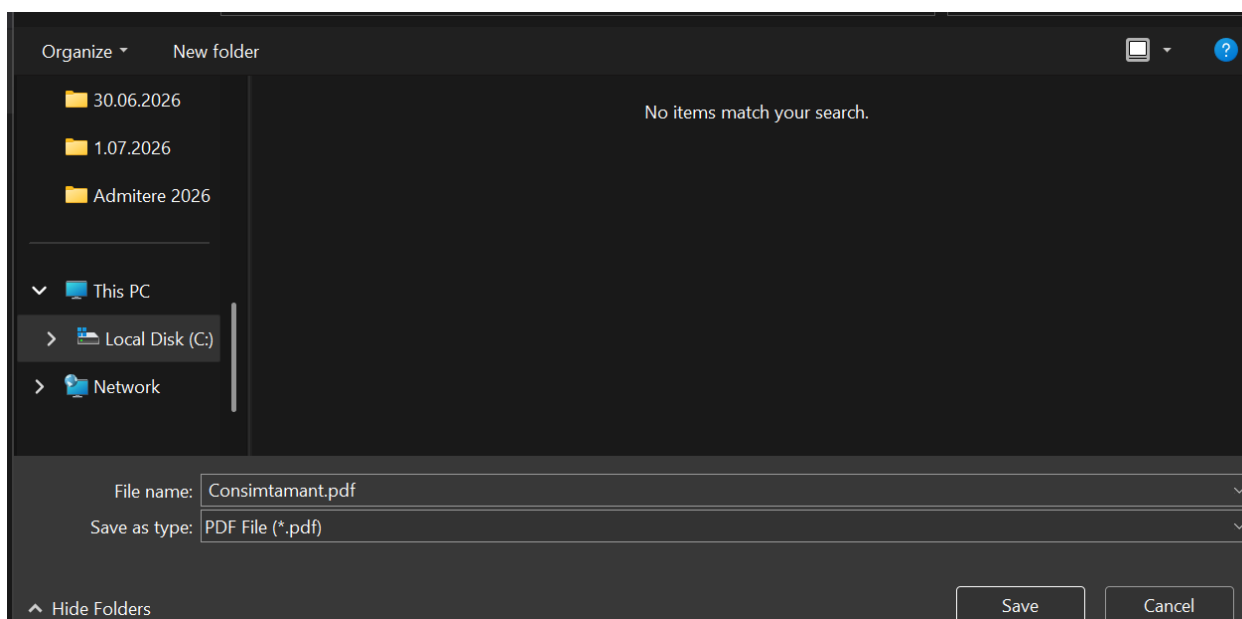 Organize New folder
30.06.2026
No items match your search.
1.07.2026
Admitere 2026
This PC
Local Disk (C:)
Network
File name: Consimtamant.pdf
Save as type: PDF File (*.pdf)
Hide Folders Save Cancel